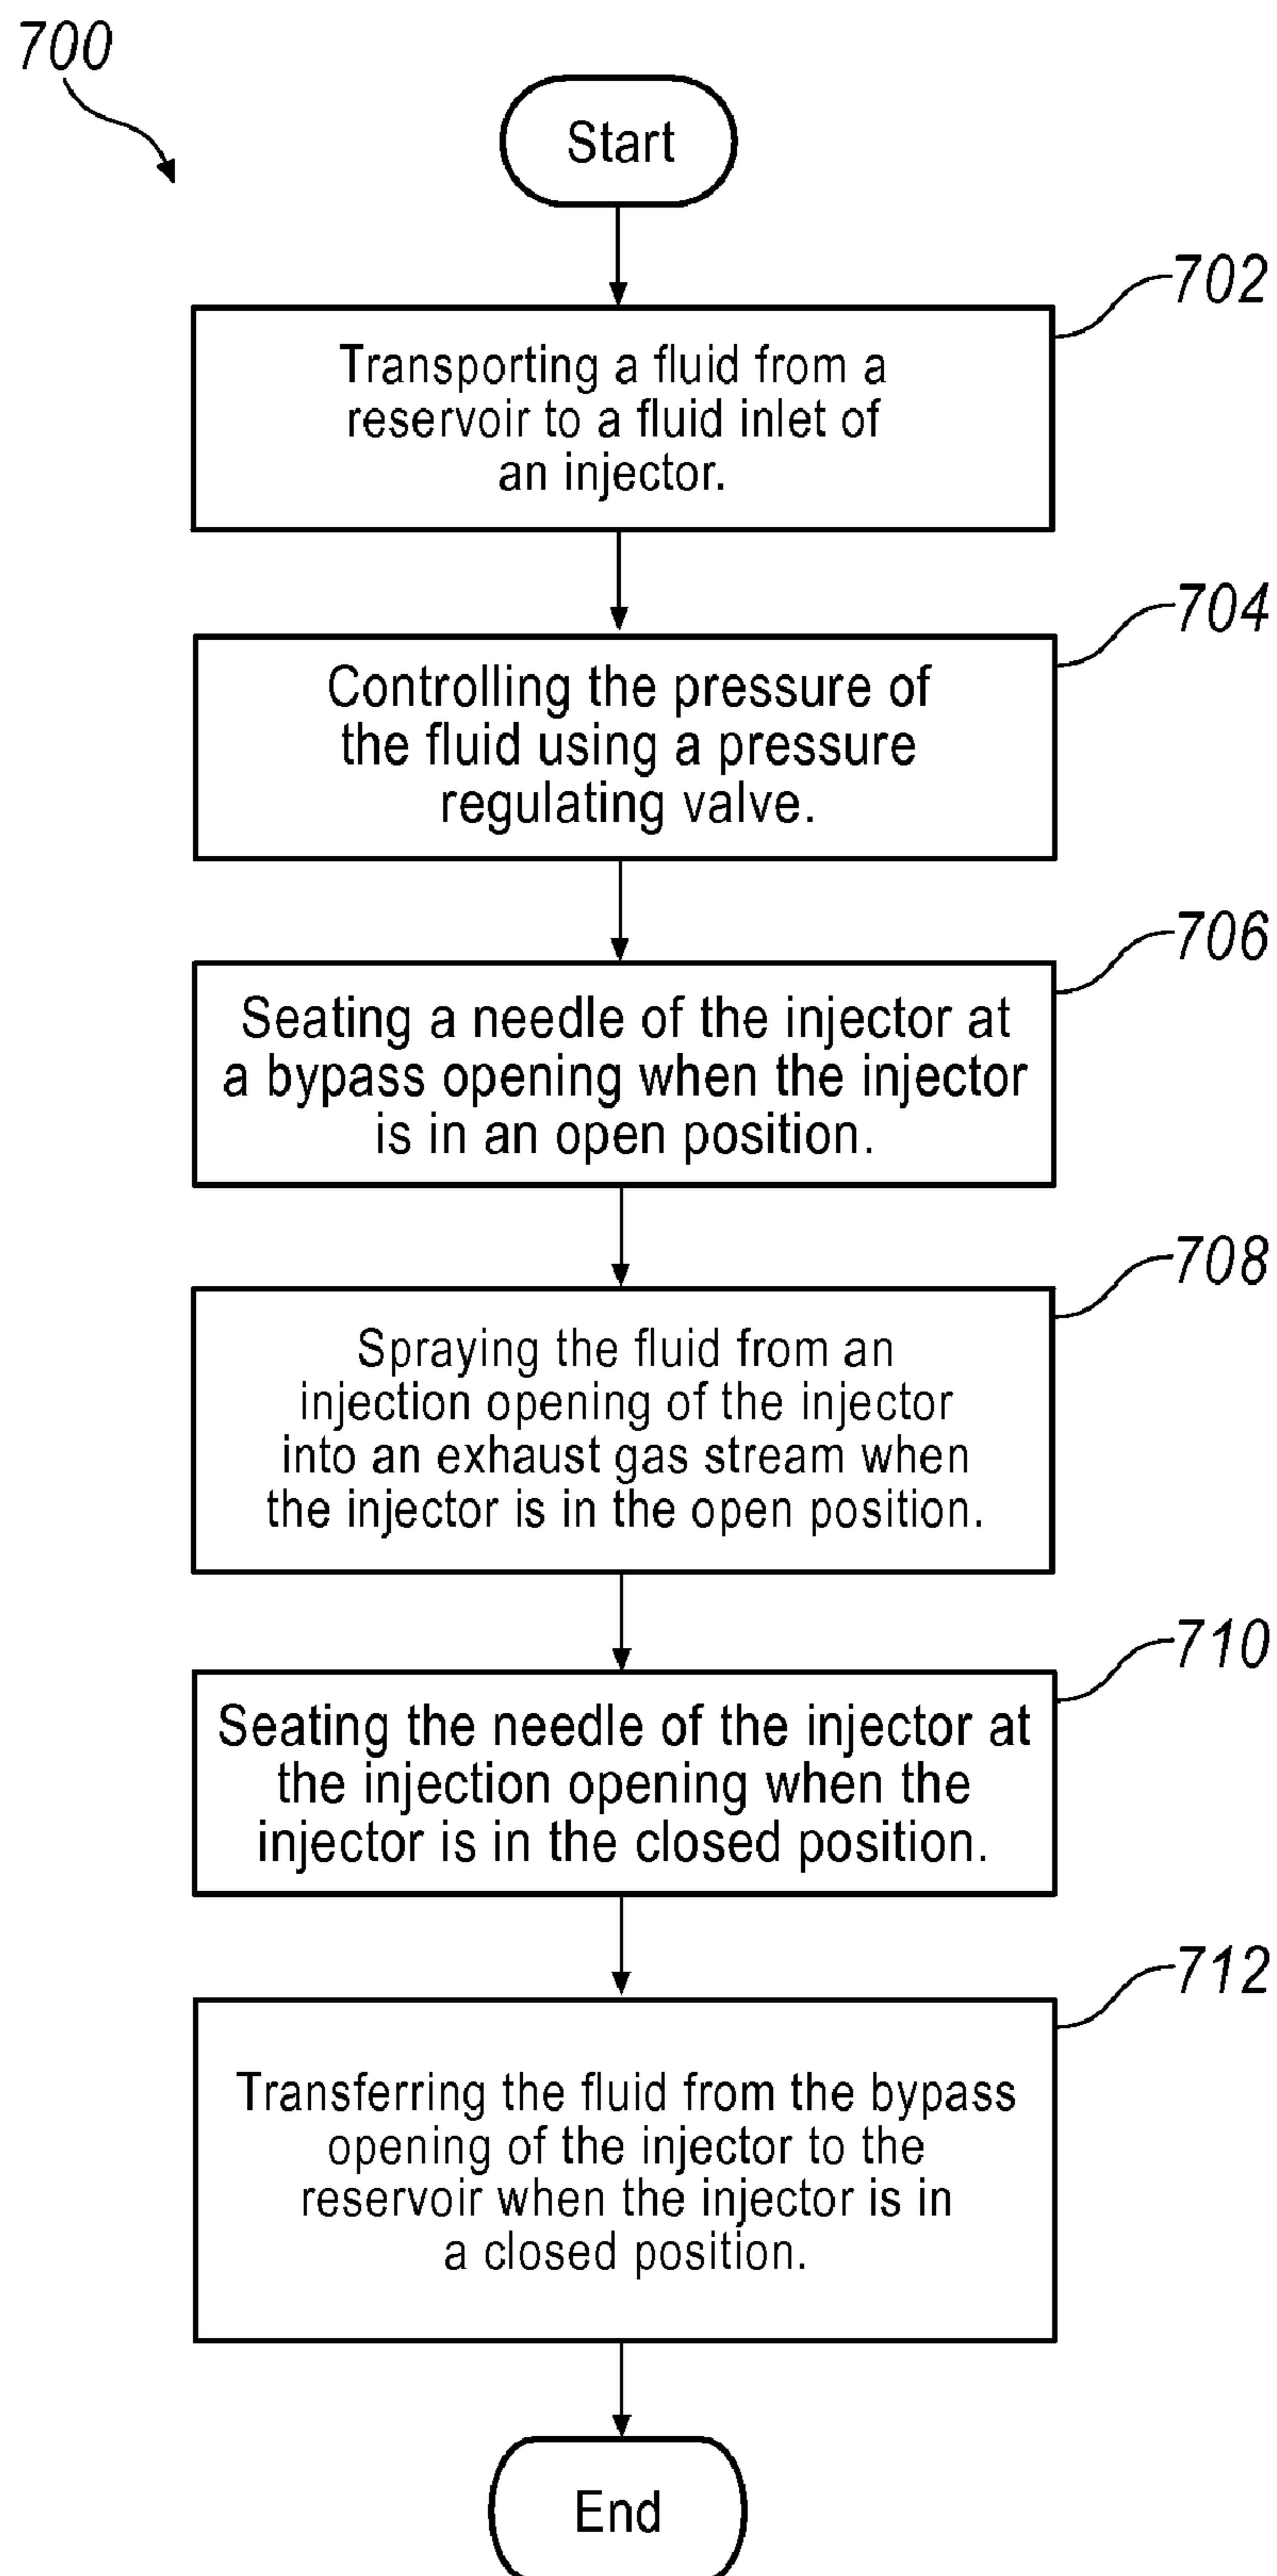 700
Start
702
Transporting a fluid from a
reservoir to a fluid inlet of
an injector.
704
Controlling the pressure of
the fluid using a pressure
regulating valve.
706
Seating a needle of the injector at
a bypass opening when the injector
is in an open position.
708
Spraying the fluid from an
injection opening of the injector
into an exhaust gas stream when
the injector is in the open position.
710
Seating the needle of the injector at
the injection opening when the
injector is in the closed position.
712
Transferring the fluid from the bypass
opening of the injector to the
reservoir when the injector is in
a closed position.
End